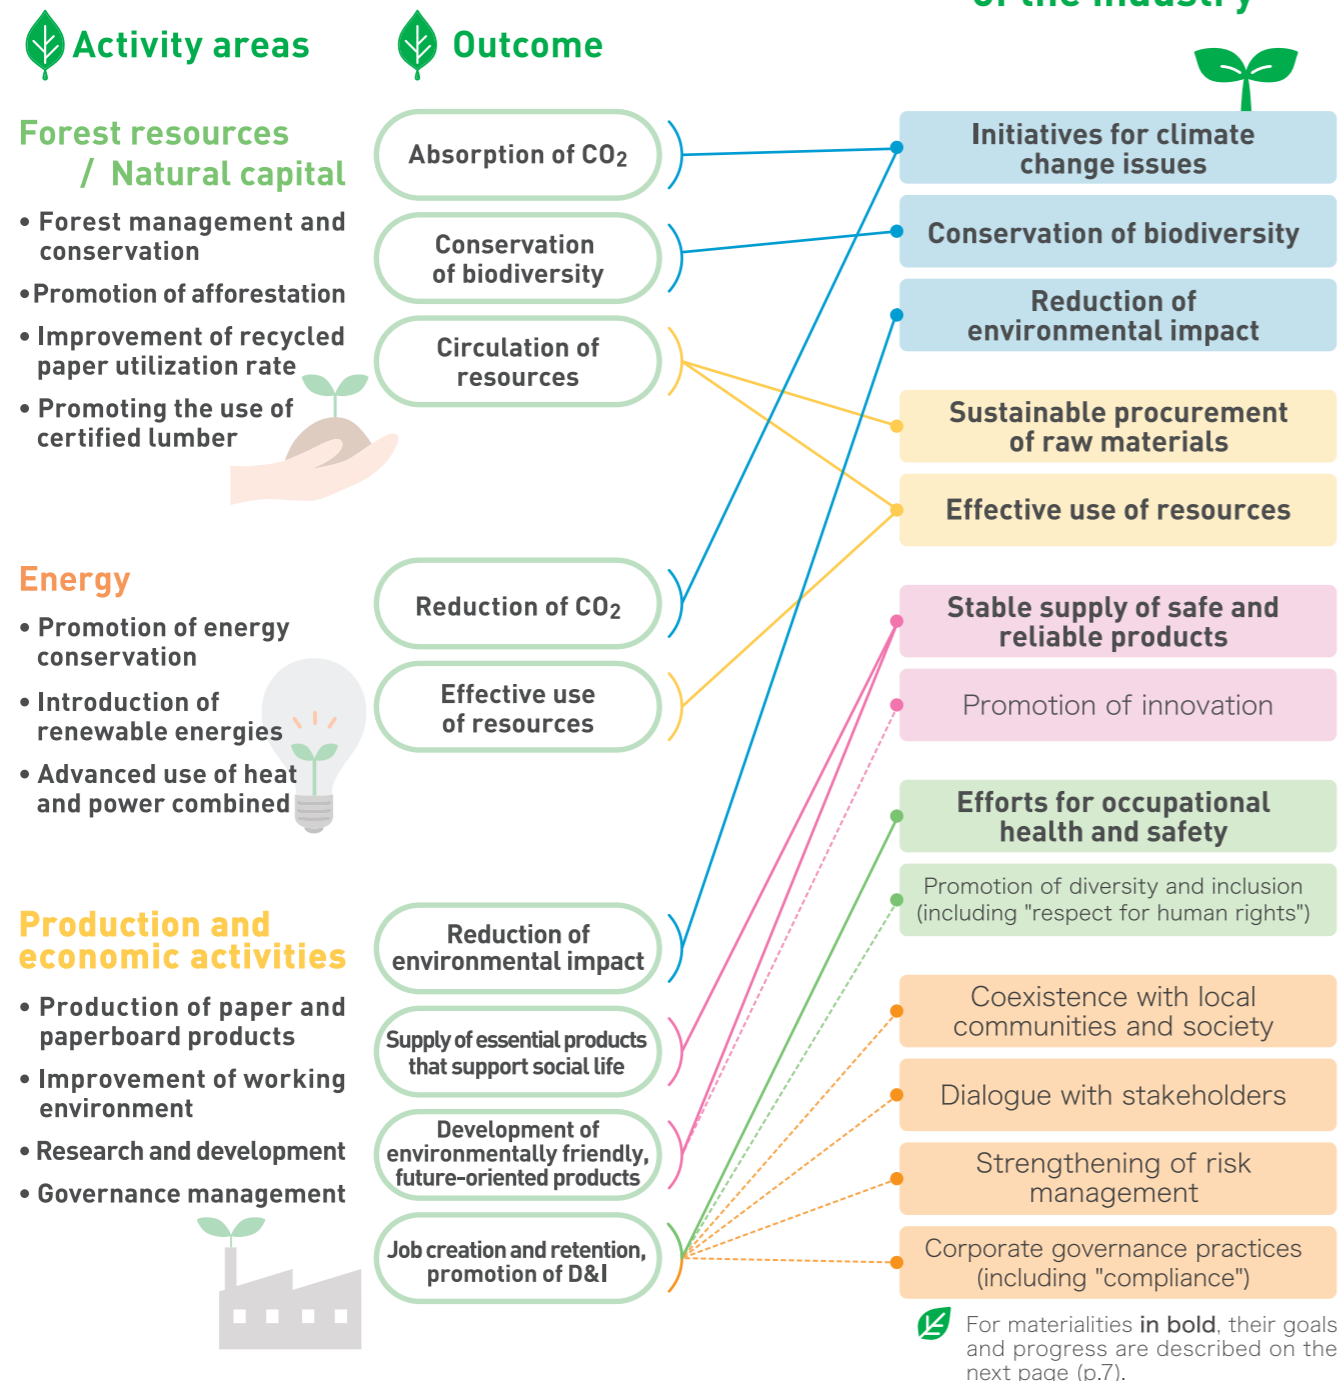 of the industry
Activity areas
Outcome
Forest resources
/ Natural capital
• Forest management and
conservation
• Promotion of afforestation
• Improvement of recycled
paper utilization rate
• Promoting the use of
certified lumber
Energy
• Promotion of energy
conservation
• Introduction of
renewable energies
• Advanced use of heat
and power combined
Production and
economic activities
• Production of paper and
paperboard products
• Improvement of working
environment
• Research and development
• Governance management
Absorption of CO₂
Conservation
of biodiversity
Circulation of
resources
Reduction of CO₂
Effective use
of resources
Reduction of
environmental impact
Supply of essential products
that support social life
Development of
environmentally friendly,
future-oriented products
Job creation and retention,
promotion of D&I
Initiatives for climate
change issues
Conservation of biodiversity
Reduction of
environmental impact
Sustainable procurement
of raw materials
Effective use of resources
Stable supply of safe and
reliable products
Promotion of innovation
Efforts for occupational
health and safety
Promotion of diversity and inclusion
(including "respect for human rights")
Coexistence with local
communities and society
Dialogue with stakeholders
Strengthening of risk
management
Corporate governance practices
(including "compliance")
For materialities in bold, their goals
and progress are described on the
next page (p.7).